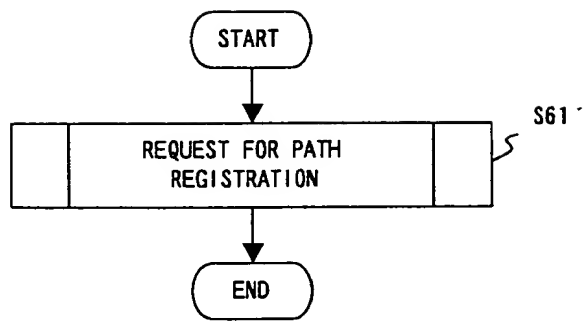 START
S61
REQUEST FOR PATH
REGISTRATION
END